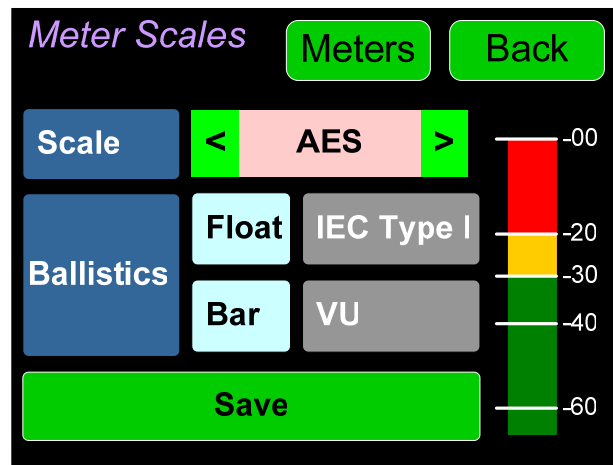 Meter Scales
Meters
Back
Scale
<
AES
>
Ballistics
Float
IEC Type I
Bar
VU
Save
-00
-20
-30
-40
-60